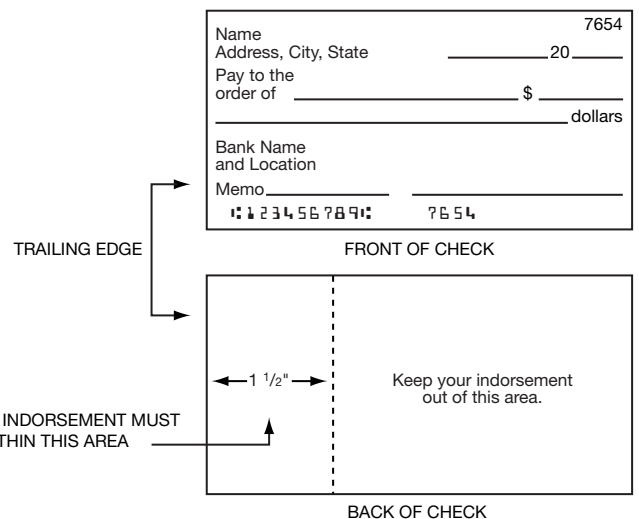 7654
Name
Address, City, State 20
Pay to the
order of $
dollars
Bank Name
and Location
Memo
⑆123456789⑆ 7654
TRAILING EDGE
FRONT OF CHECK
1 1/2"
Keep your indorsement
out of this area.
INDORSEMENT MUST
THIN THIS AREA
BACK OF CHECK